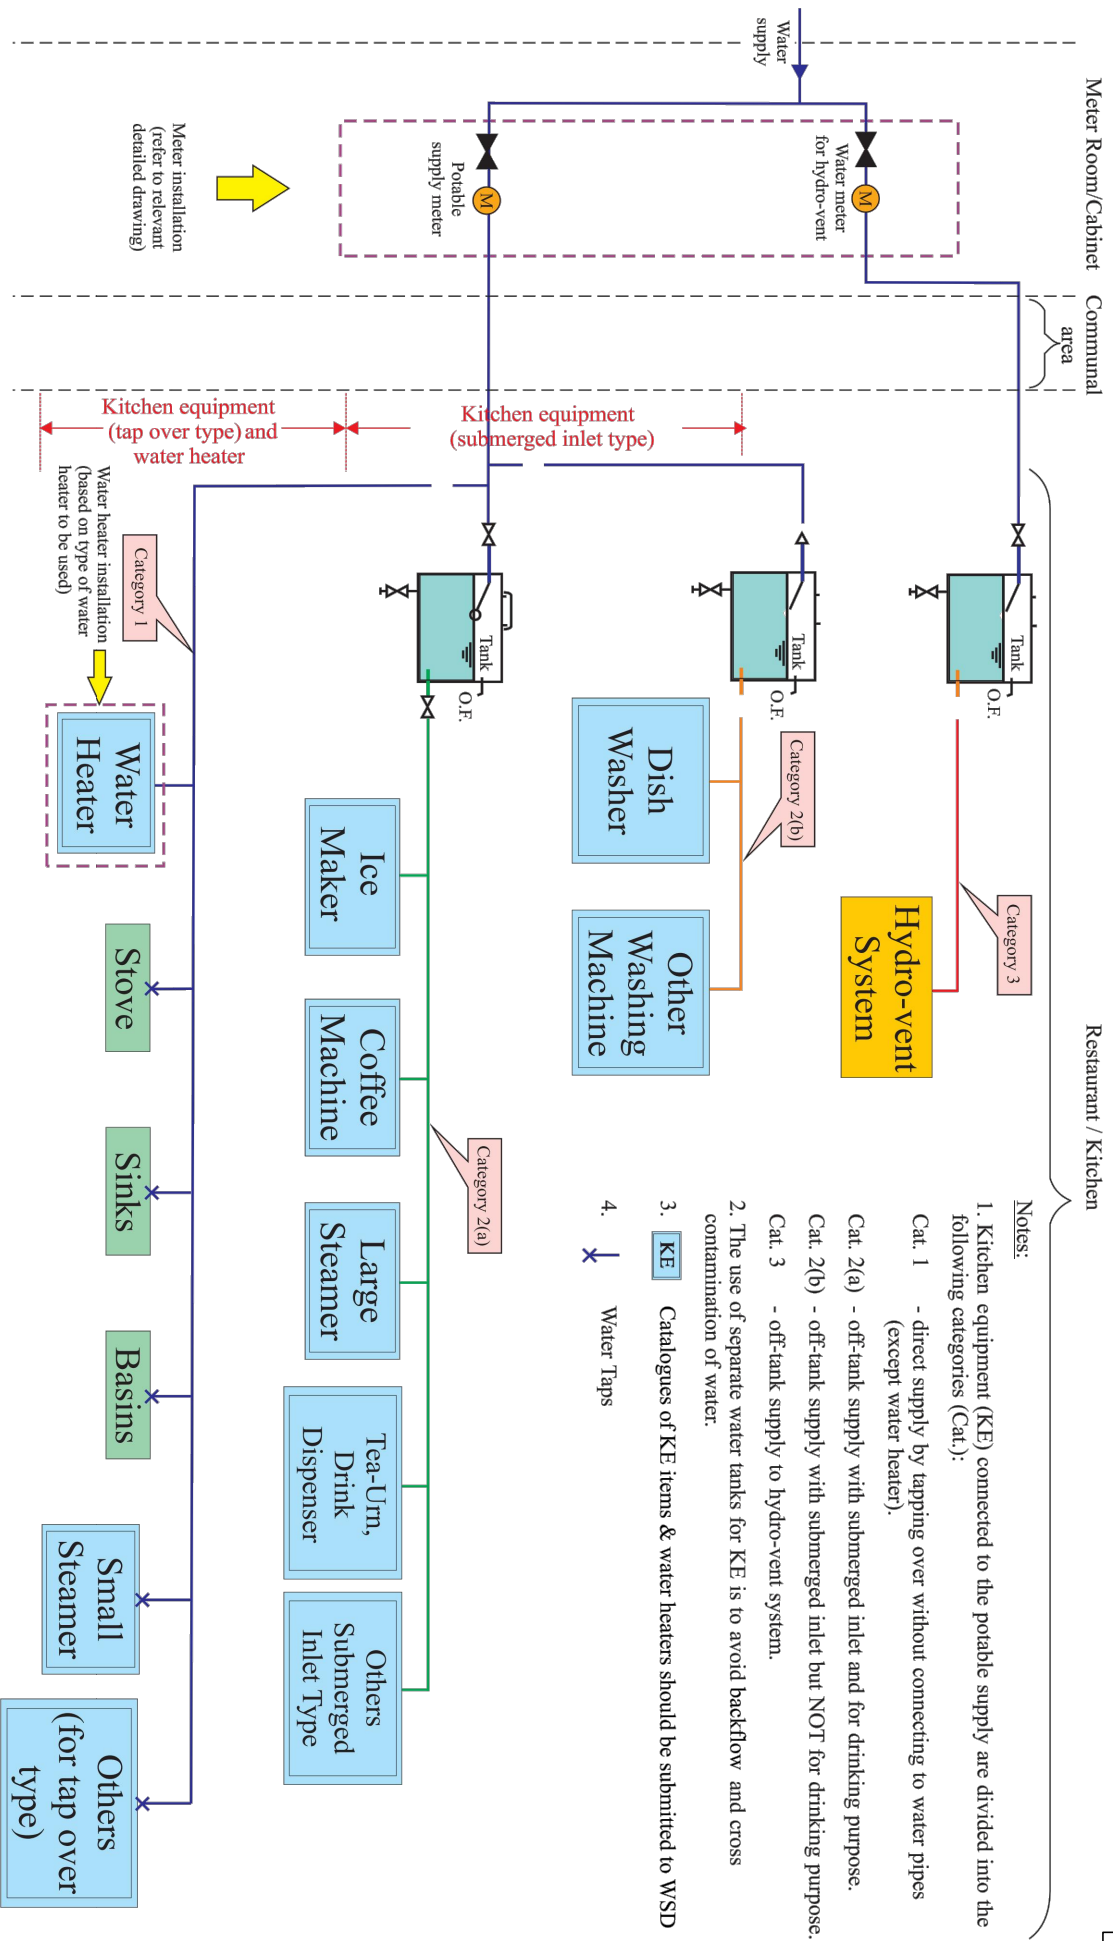 Meter Room/Cabinet
Communal
area
Restaurant / Kitchen
Water
supply
Water meter
for hydro-vent
M
Potable
supply meter
M
Meter installation
(refer to relevant
detailed drawing)
Kitchen equipment
(submerged inlet type)
Kitchen equipment
(tap over type) and
water heater
Water heater installation
(based on type of water
heater to be used)
Tank
O.F.
Category 3
Hydro-vent
System
Tank
O.F.
Category 2(b)
Dish
Washer
Other
Washing
Machine
Tank
O.F.
Category 2(a)
Ice
Maker
Coffee
Machine
Large
Steamer
Tea-Urn,
Drink
Dispenser
Others
Submerged
Inlet Type
Category 1
Water
Heater
Stove
Sinks
Basins
Small
Steamer
Others
(for tap over
type)
Notes:
1. Kitchen equipment (KE) connected to the potable supply are divided into the
following categories (Cat.):
Cat. 1 - direct supply by tapping over without connecting to water pipes
(except water heater).
Cat. 2(a) - off-tank supply with submerged inlet and for drinking purpose.
Cat. 2(b) - off-tank supply with submerged inlet but NOT for drinking purpose.
Cat. 3 - off-tank supply to hydro-vent system.
2. The use of separate water tanks for KE is to avoid backflow and cross
contamination of water.
3. KE Catalogues of KE items & water heaters should be submitted to WSD
4. Water Taps